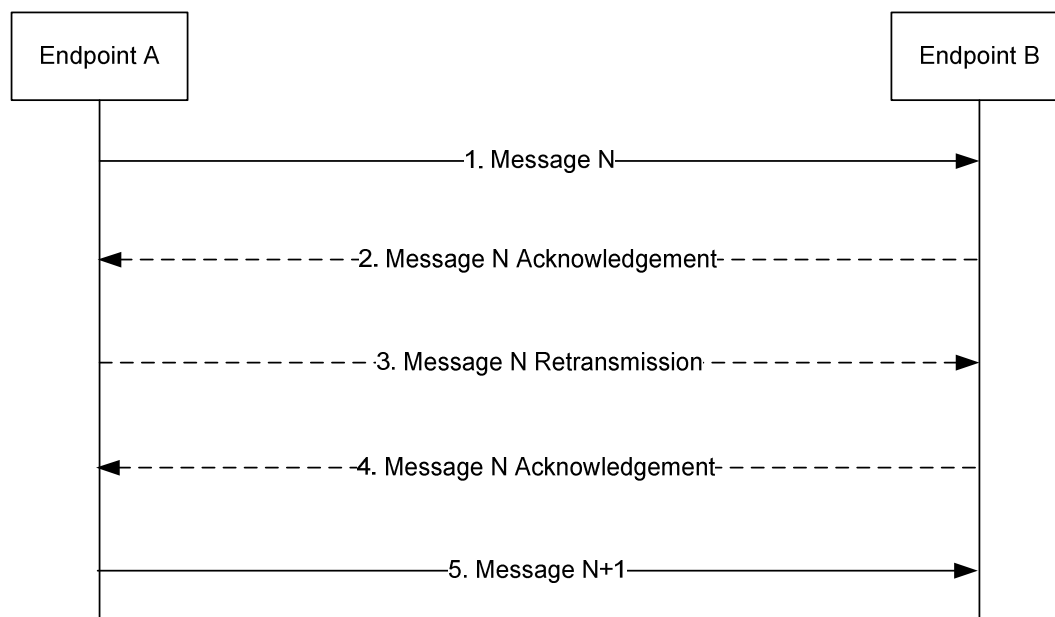 Endpoint A
Endpoint B
1. Message N
2. Message N Acknowledgement
3. Message N Retransmission
4. Message N Acknowledgement
5. Message N+1